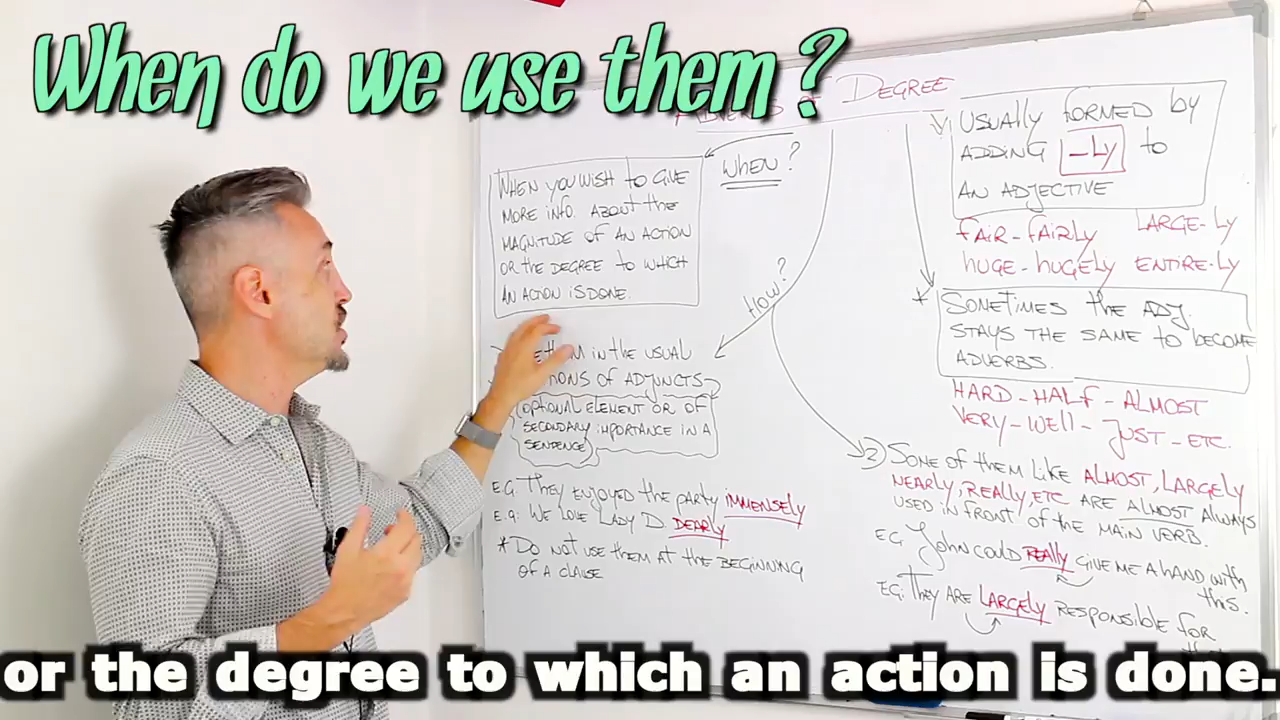 When do we use them?
ADVERBS OF DEGREE
WHEN?
WHEN YOU WISH TO GIVE
MORE INFO. ABOUT THE
MAGNITUDE OF AN ACTION
OR THE DEGREE TO WHICH
AN ACTION IS DONE.
HOW?
THEM IN THE USUAL
OF ADJUNCTS
OPTIONAL ELEMENT OR OF
SECONDARY IMPORTANCE IN A
SENTENCE
E.G. THEY ENJOYED THE PARTY IMMENSELY
E.G: WE LOVE LADY D. DEARLY
* DO NOT USE THEM AT THE BEGINNING
OF A CLAUSE
USUALLY FORMED BY
ADDING -LY TO
AN ADJECTIVE
FAIR-FAIRLY LARGE-LY
HUGE-HUGELY ENTIRE-LY
* SOMETIMES THE ADJ.
STAYS THE SAME TO BECOME
ADVERBS.
HARD-HALF-ALMOST
VERY-WELL-JUST-ETC.
2) SOME OF THEM LIKE ALMOST, LARGELY
NEARLY, REALLY, ETC ARE ALMOST ALWAYS
USED IN FRONT OF THE MAIN VERB.
EG. JOHN COULD REALLY GIVE ME A HAND WITH
THIS.
EG: THEY ARE LARGELY RESPONSIBLE FOR
or the degree to which an action is done.